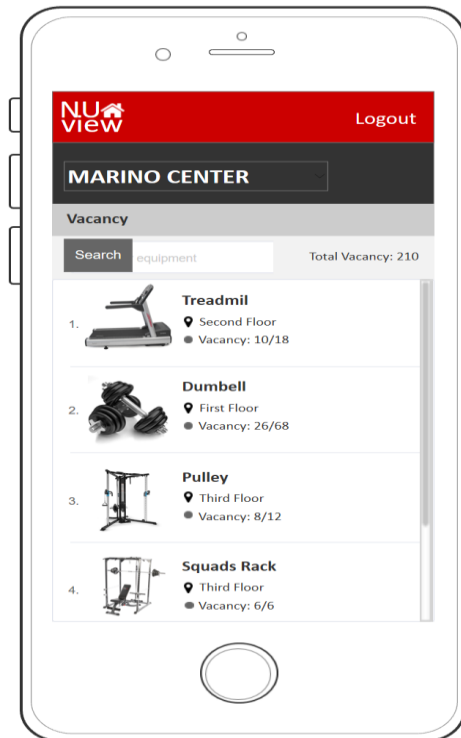 NU
view
Logout
MARINO CENTER
Vacancy
Search equipment Total Vacancy: 210
1. Treadmil
Second Floor
Vacancy: 10/18
2. Dumbell
First Floor
Vacancy: 26/68
3. Pulley
Third Floor
Vacancy: 8/12
4. Squads Rack
Third Floor
Vacancy: 6/6